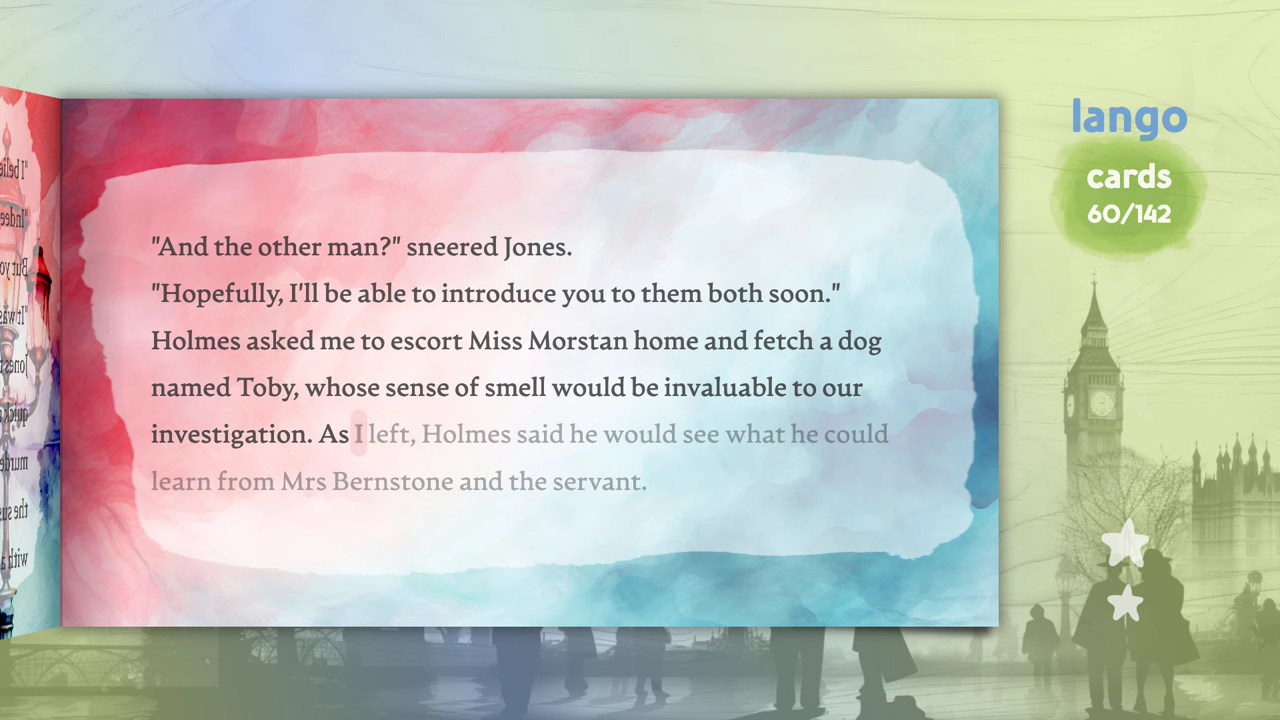 "And the other man?" sneered Jones.
"Hopefully, I'll be able to introduce you to them both soon."
Holmes asked me to escort Miss Morstan home and fetch a dog
named Toby, whose sense of smell would be invaluable to our
investigation. As I left, Holmes said he would see what he could
learn from Mrs Bernstone and the servant.
lango
cards
60/142